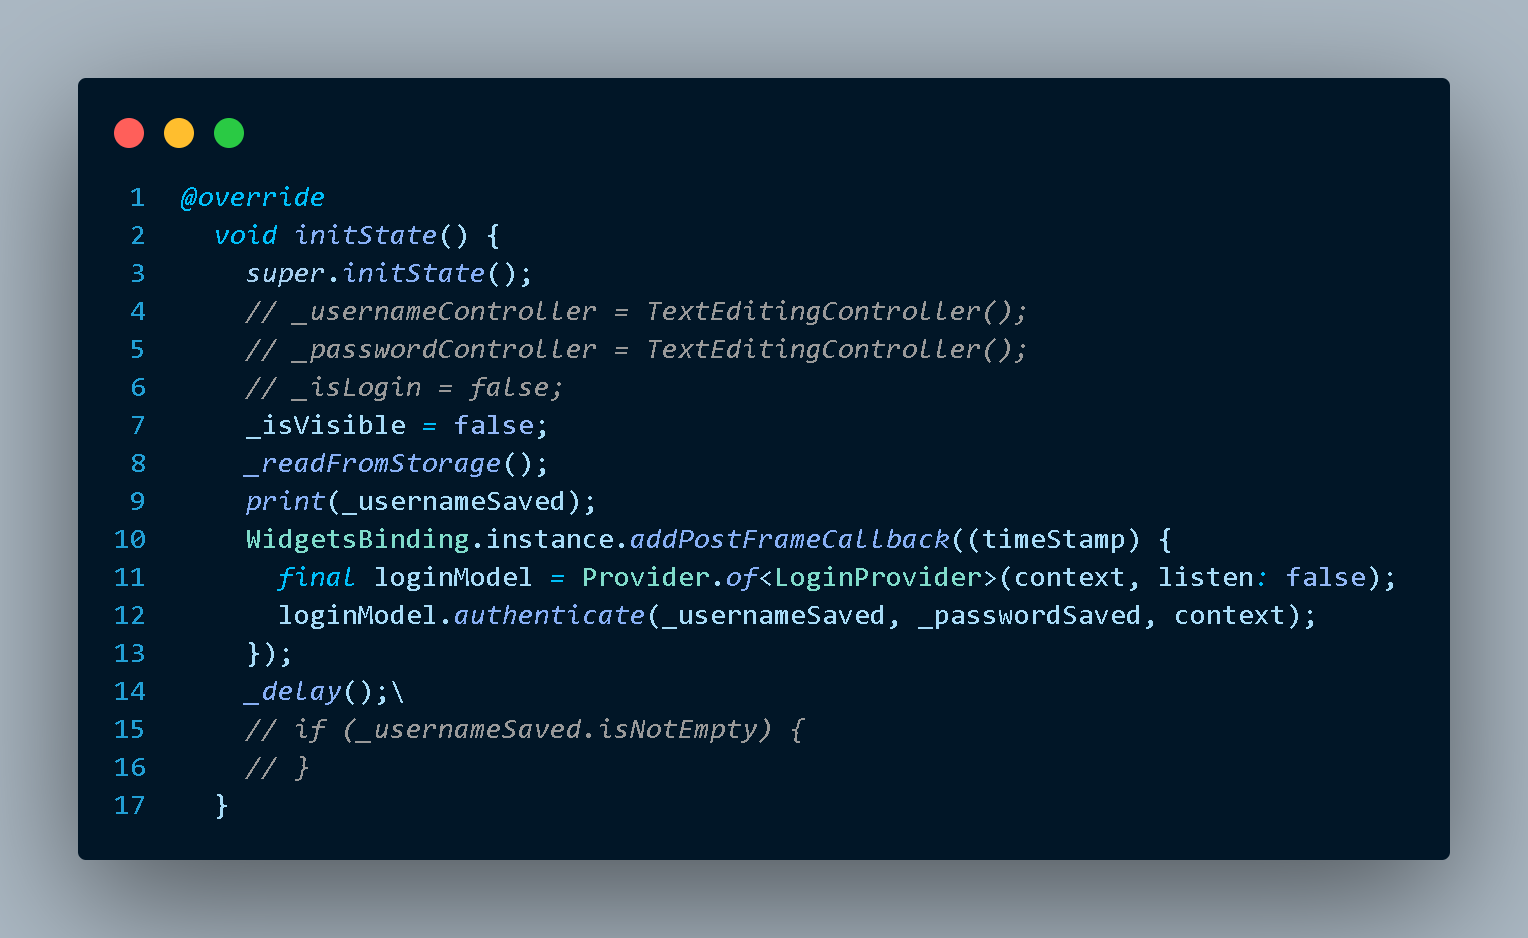 1 @override
2 void initState() {
3 super.initState();
4 // _usernameController = TextEditingController();
5 // _passwordController = TextEditingController();
6 // _isLogin = false;
7 _isVisible = false;
8 _readFromStorage();
9 print(_usernameSaved);
10 WidgetsBinding.instance.addPostFrameCallback((timeStamp) {
11 final loginModel = Provider.of<LoginProvider>(context, listen: false);
12 loginModel.authenticate(_usernameSaved, _passwordSaved, context);
13 });
14 _delay();\
15 // if (_usernameSaved.isNotEmpty) {
16 // }
17 }